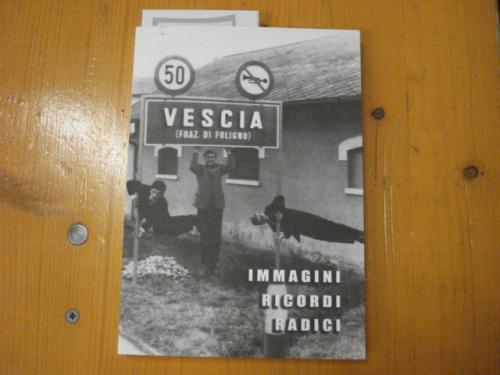 50
VESCIA
(FRAZ. DI FOLIGNO)
IMMAGINI
RICORDI
RADICI